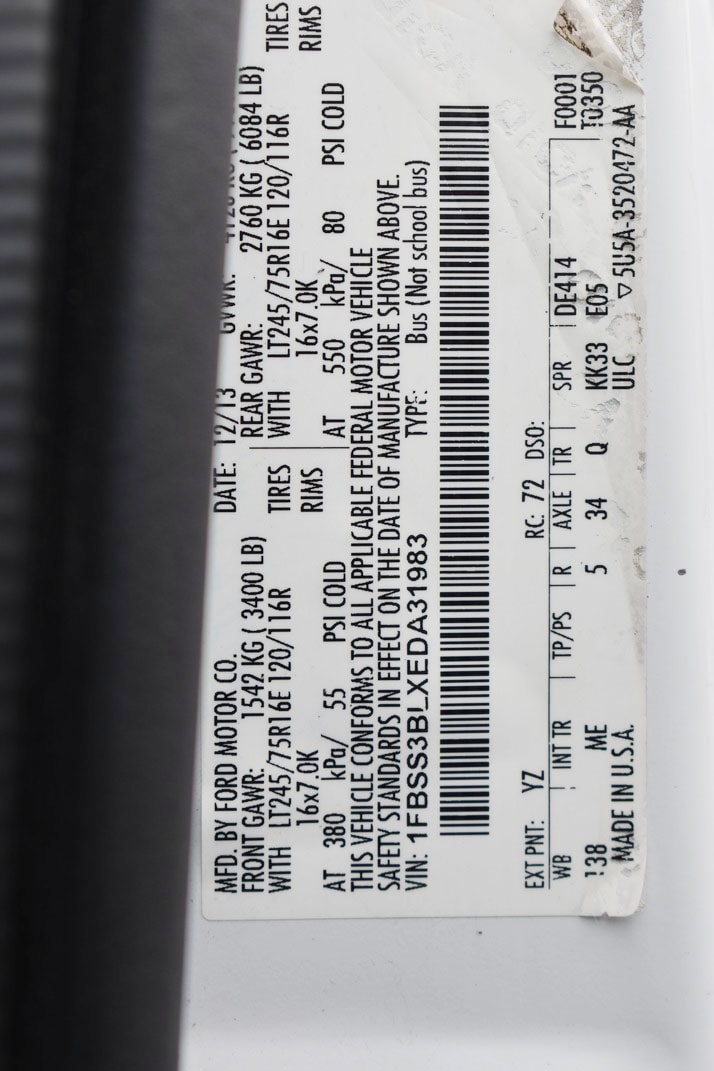 MFD. BY FORD MOTOR CO. DATE: 12/13 GVWR:
FRONT GAWR: 1542 KG ( 3400 LB) REAR GAWR: 2760 KG ( 6084 LB)
WITH LT245/75R16E 120/116R TIRES WITH LT245/75R16E 120/116R TIRES
16x7.0K RIMS 16x7.0K RIMS
AT 380 kPa/ 55 PSI COLD AT 550 kPa/ 80 PSI COLD
THIS VEHICLE CONFORMS TO ALL APPLICABLE FEDERAL MOTOR VEHICLE
SAFETY STANDARDS IN EFFECT ON THE DATE OF MANUFACTURE SHOWN ABOVE.
VIN: 1FBSS3BLXEDA31983 TYPE: Bus (Not school bus)
EXT PNT: YZ RC: 72 DSO: F0001
WB INT TR TP/PS R AXLE TR SPR DE414 T0350
138 ME 5 34 Q KK33 E05
MADE IN U.S.A. ULC ▽5U5A-3520472-AA